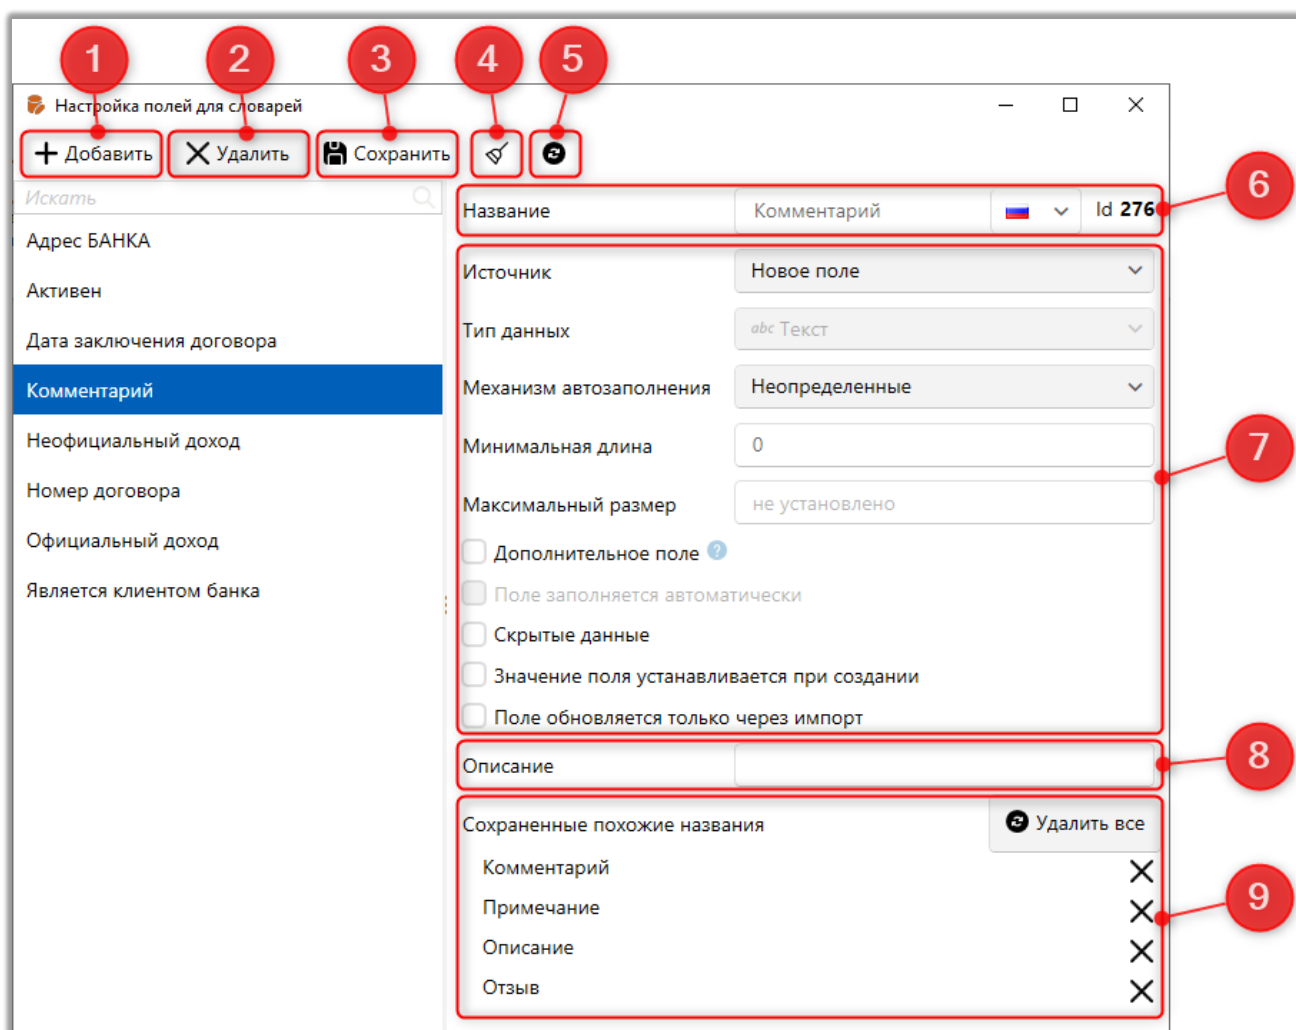 1 2 3 4 5
Настройка полей для словарей
Добавить Удалить Сохранить
Искать
Адрес БАНКА
Активен
Дата заключения договора
Комментарий
Неофициальный доход
Номер договора
Официальный доход
Является клиентом банка
Название Комментарий Id 276
6
Источник Новое поле
Тип данных abc Текст
Механизм автозаполнения Неопределенные
Минимальная длина 0
7
Максимальный размер не установлено
Дополнительное поле ?
Поле заполняется автоматически
Скрытые данные
Значение поля устанавливается при создании
Поле обновляется только через импорт
Описание
8
Сохраненные похожие названия Удалить все
Комментарий
Примечание
9
Описание
Отзыв